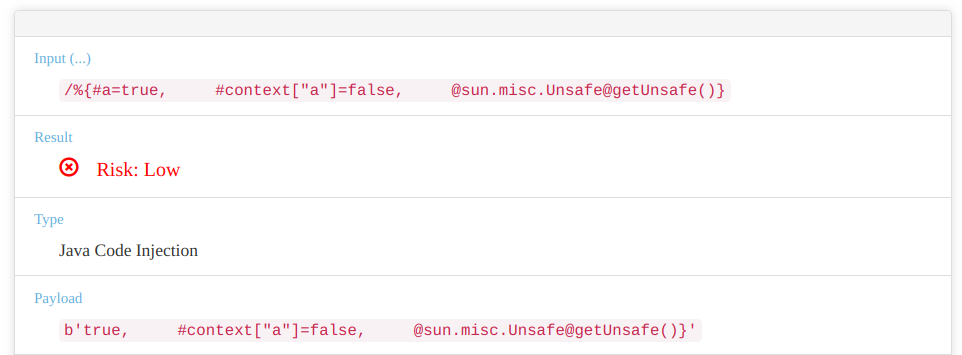 Input (...)
/%{#a=true,     #context["a"]=false,     @sun.misc.Unsafe@getUnsafe()}
Result
Risk: Low
Type
Java Code Injection
Payload
b'true,     #context["a"]=false,     @sun.misc.Unsafe@getUnsafe()}'